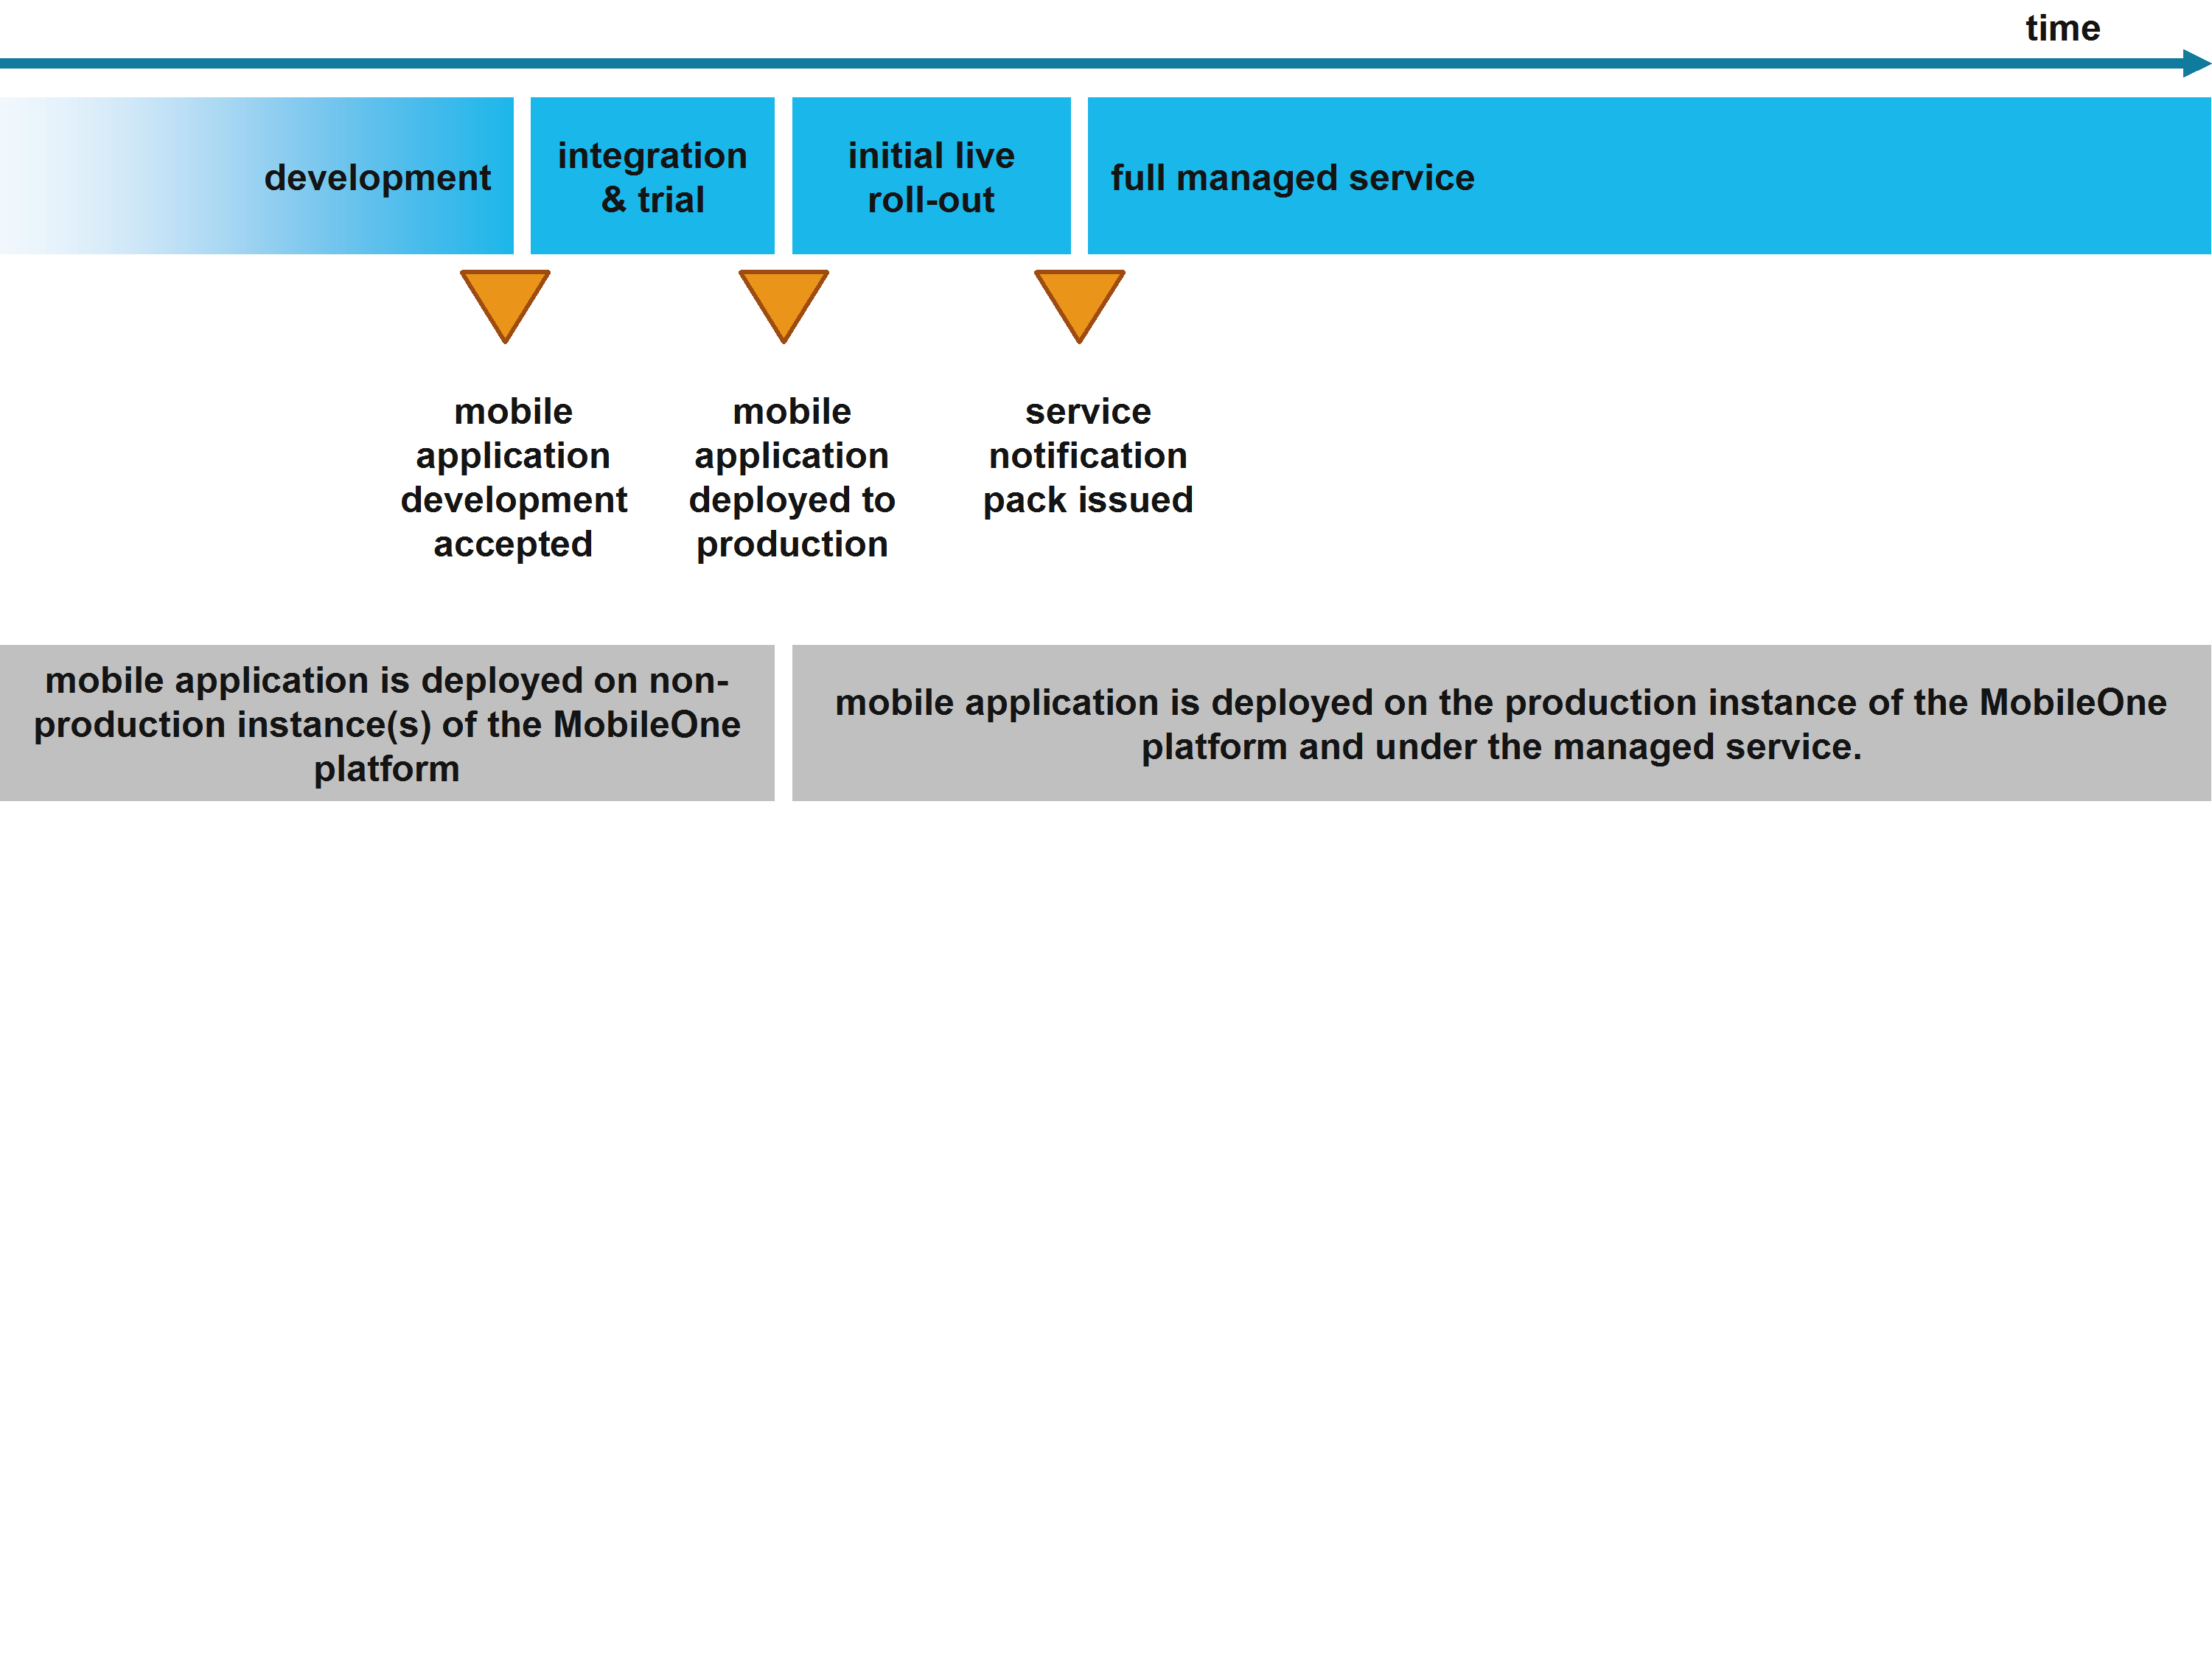 time
development
integration
& trial
initial live
roll-out
full managed service
mobile
application
development
accepted
mobile
application
deployed to
production
service
notification
pack issued
mobile application is deployed on non-
production instance(s) of the MobileOne
platform
mobile application is deployed on the production instance of the MobileOne
platform and under the managed service.